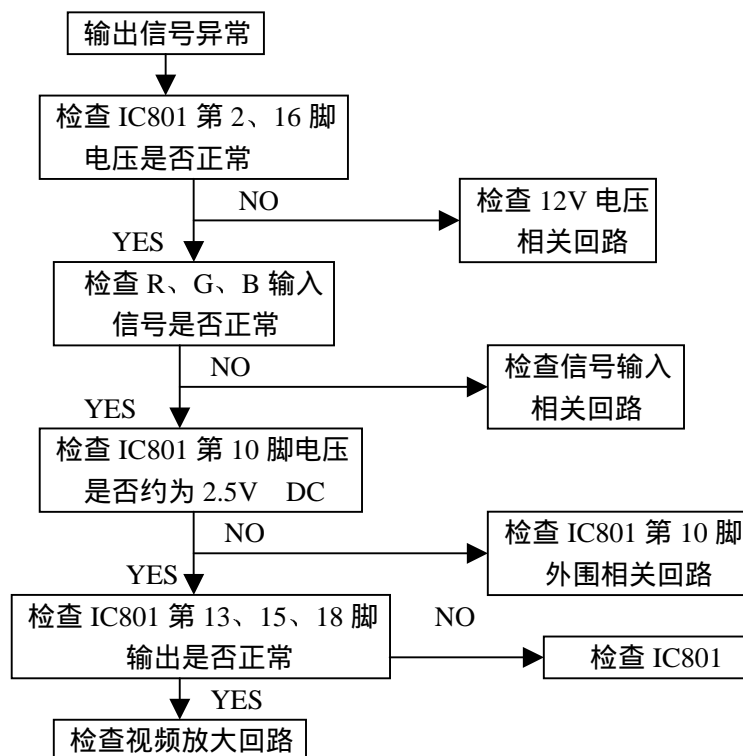 输出信号异常
检查 IC801 第 2、16 脚
电压是否正常
NO
检查 12V 电压
相关回路
YES
检查 R、G、B 输入
信号是否正常
NO
检查信号输入
相关回路
YES
检查 IC801 第 10 脚电压
是否约为 2.5V DC
NO
检查 IC801 第 10 脚
外围相关回路
YES
检查 IC801 第 13、15、18 脚
输出是否正常
NO
检查 IC801
YES
检查视频放大回路